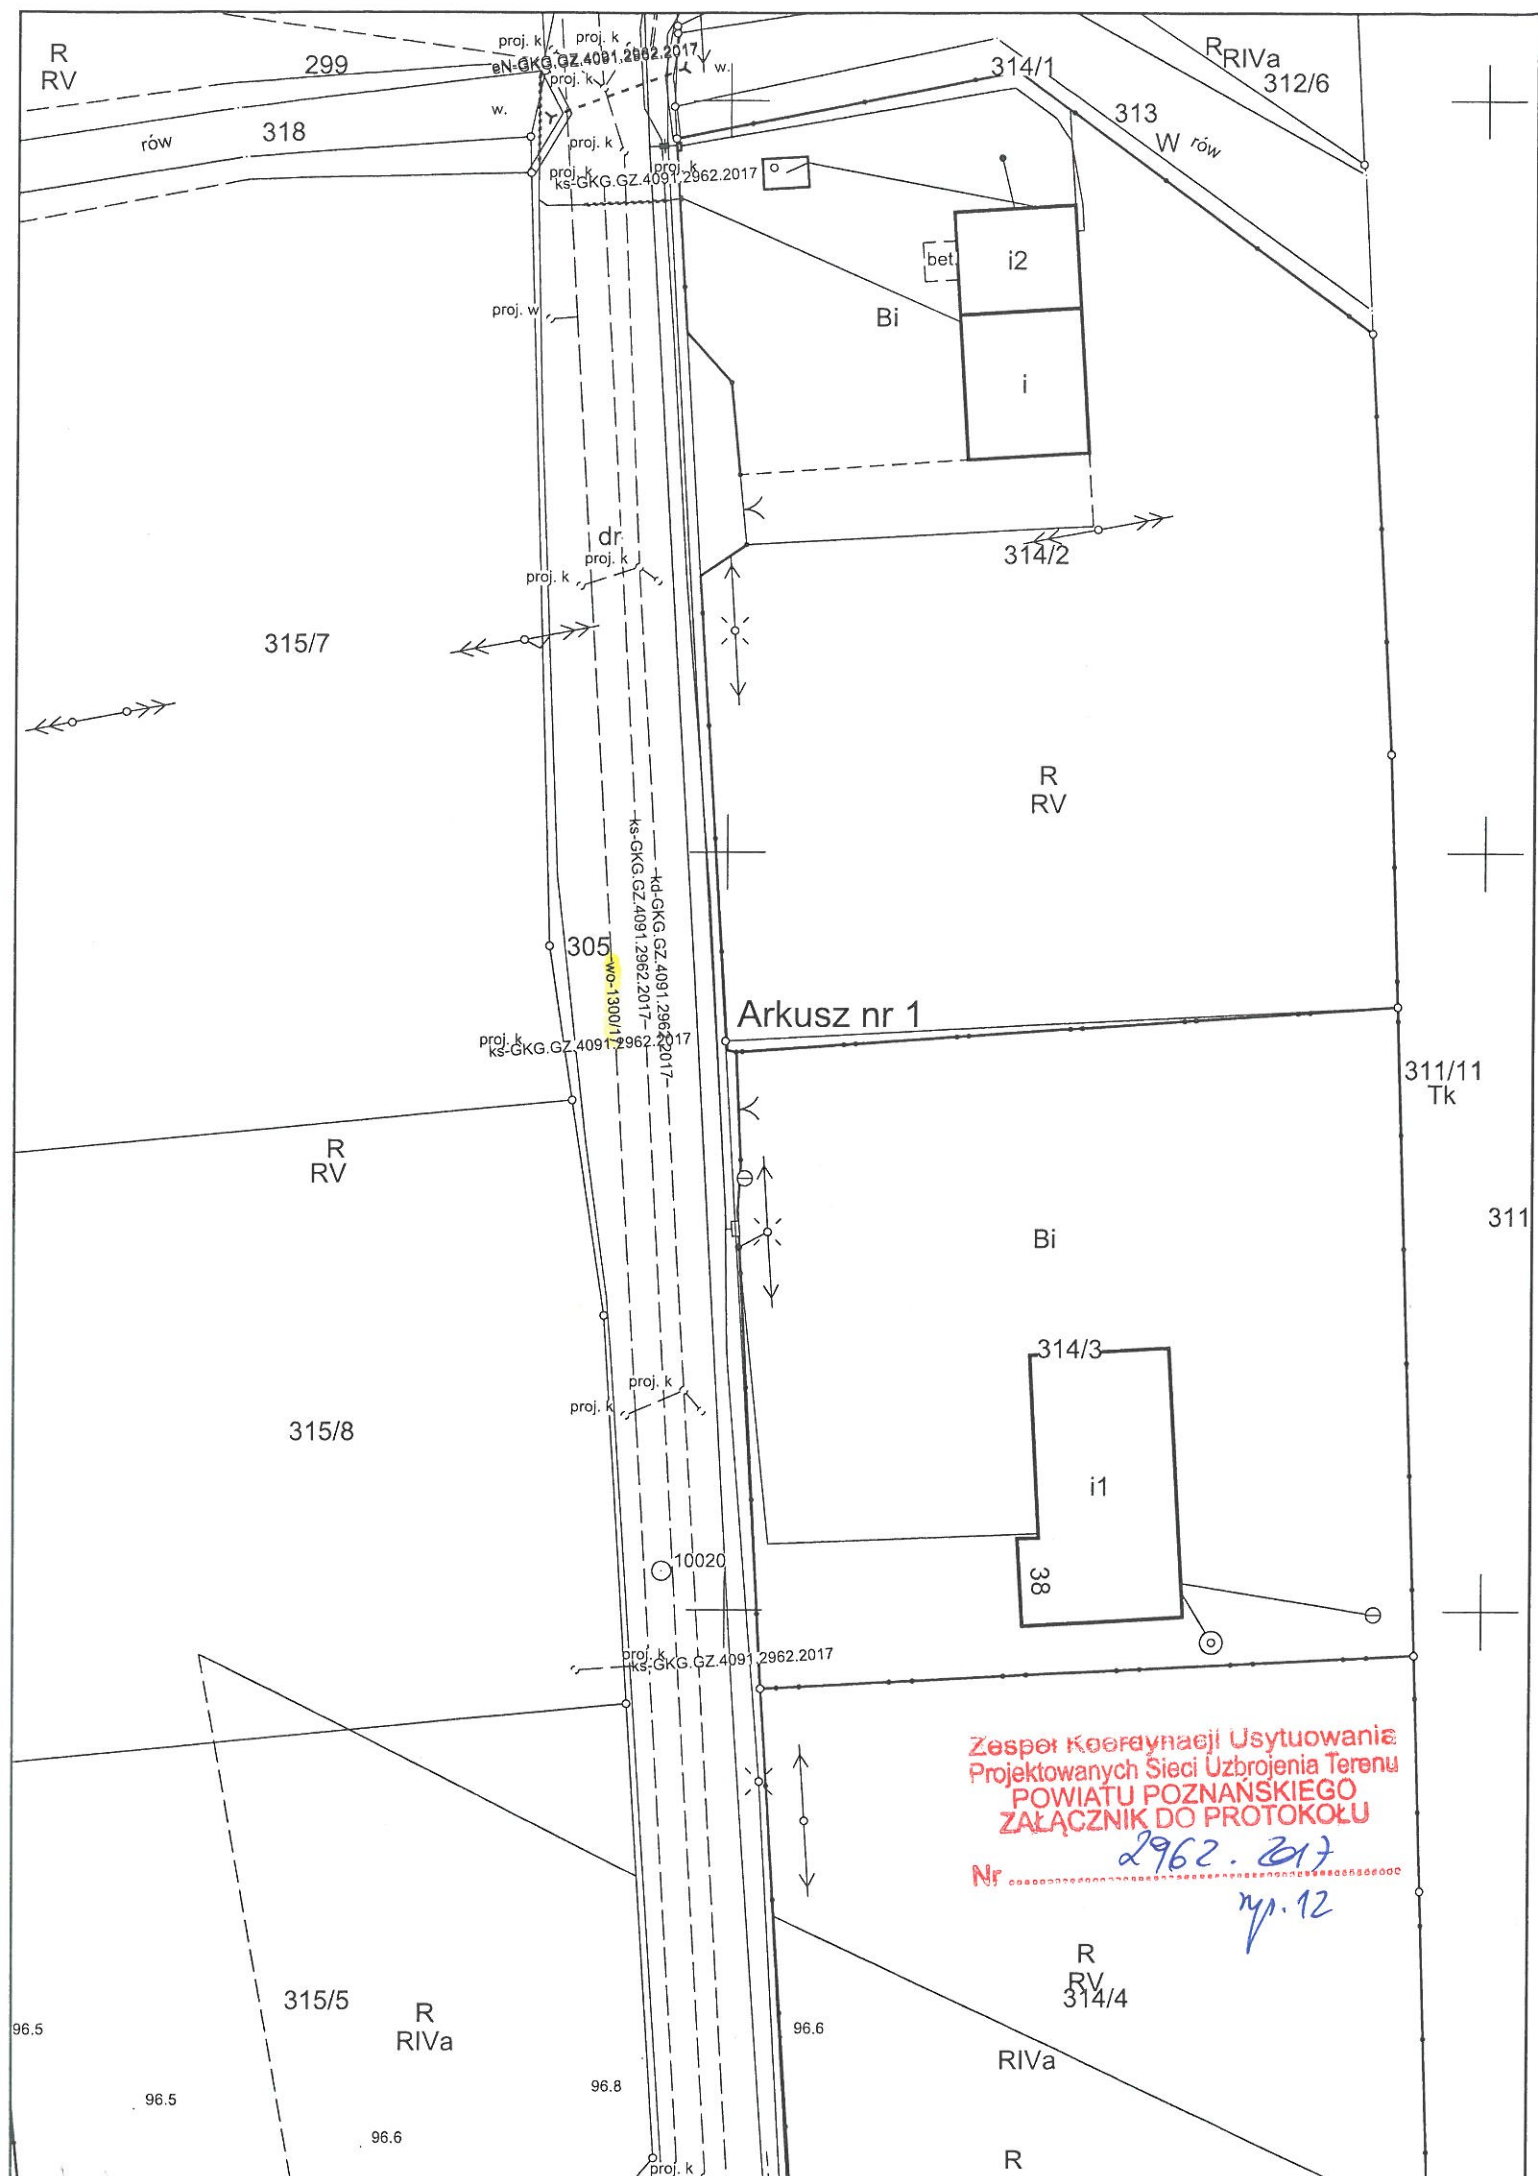 R
RV
299
proj. k
proj. k
eN-GKG.GZ.4091.2962.2017
proj. k
w.
314/1
R
RIVa
312/6
w.
313
rów
318
W rów
proj. k
proj. k
proj. k
ks-GKG.GZ.4091.2962.2017
bet.
i2
proj. w
Bi
i
dr
proj. k
proj. k
314/2
315/7
R
RV
ks-GKG.GZ.4091.2962.2017
kd-GKG.GZ.4091.2962.2017
305
wo-1300/17
Arkusz nr 1
proj. k
ks-GKG.GZ.4091.2962.2017
311/11
Tk
R
RV
311
Bi
314/3
proj. k
proj. k
315/8
i1
10020
38
proj. k
ks-GKG.GZ.4091.2962.2017
Zespół Koordynacji Usytuowania
Projektowanych Sieci Uzbrojenia Terenu
POWIATU POZNAŃSKIEGO
ZAŁĄCZNIK DO PROTOKOŁU
Nr 2962.2017
R
RV
314/4
315/5
R
RIVa
96.5
96.6
RIVa
96.8
96.5
96.6
R
proj. k